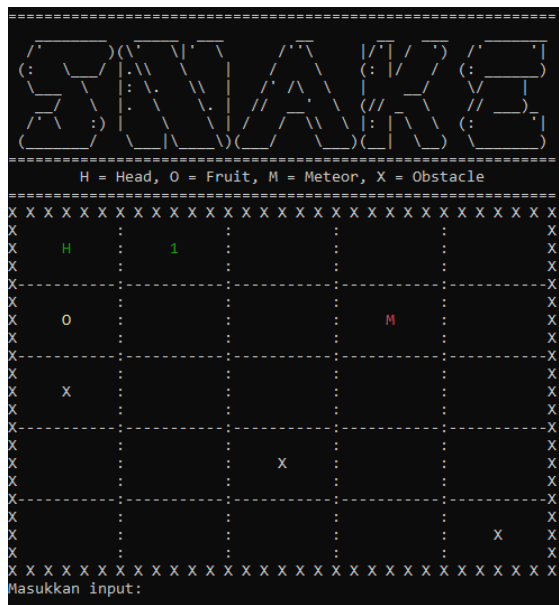 SNAKE
H = Head, O = Fruit, M = Meteor, X = Obstacle
X X X X X X X X X X X X X X X X X X X X X X X X X X X X X X X
X : : : : X
X H : 1 : : : X
X : : : : X
X----------:----------:----------:----------:----------X
X : : : : X
X O : : : M : X
X : : : : X
X----------:----------:----------:----------:----------X
X : : : : X
X X : : : : X
X : : : : X
X----------:----------:----------:----------:----------X
X : : : : X
X : : X : : X
X : : : : X
X----------:----------:----------:----------:----------X
X : : : : X
X : : : : X X
X : : : : X
X X X X X X X X X X X X X X X X X X X X X X X X X X X X X X X
Masukkan input: